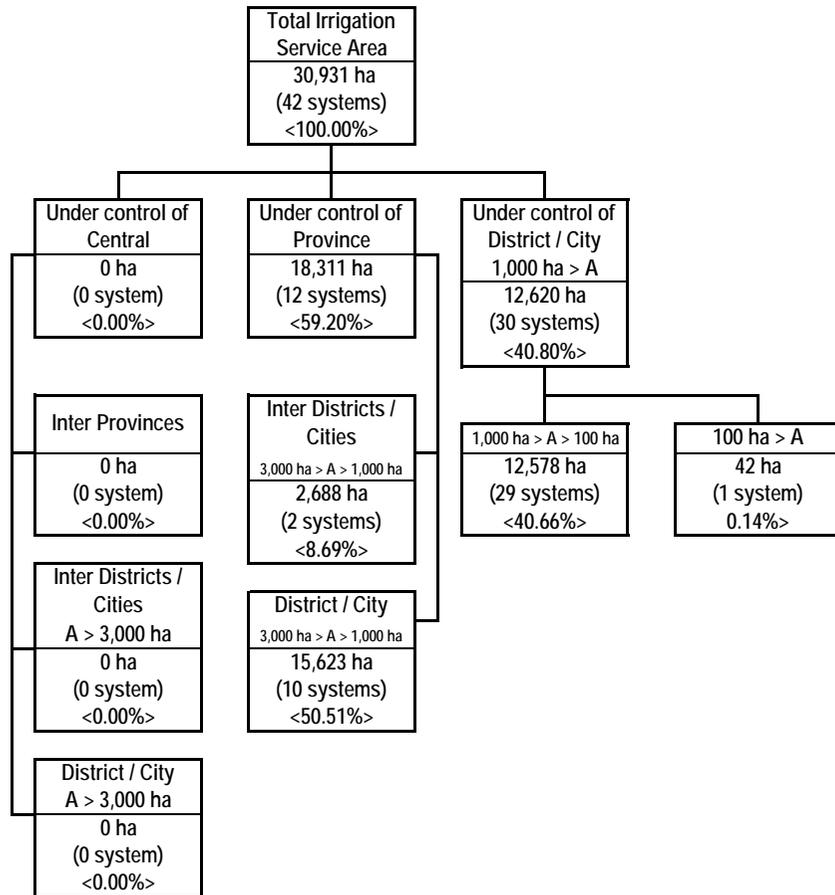 Total Irrigation
Service Area
30,931 ha
(42 systems)
<100.00%>
Under control of
Central
0 ha
(0 system)
<0.00%>
Under control of
Province
18,311 ha
(12 systems)
<59.20%>
Under control of
District / City
1,000 ha > A
12,620 ha
(30 systems)
<40.80%>
Inter Provinces
0 ha
(0 system)
<0.00%>
Inter Districts /
Cities
3,000 ha > A > 1,000 ha
2,688 ha
(2 systems)
<8.69%>
1,000 ha > A > 100 ha
12,578 ha
(29 systems)
<40.66%>
100 ha > A
42 ha
(1 system)
0.14%>
Inter Districts /
Cities
A > 3,000 ha
0 ha
(0 system)
<0.00%>
District / City
3,000 ha > A > 1,000 ha
15,623 ha
(10 systems)
<50.51%>
District / City
A > 3,000 ha
0 ha
(0 system)
<0.00%>